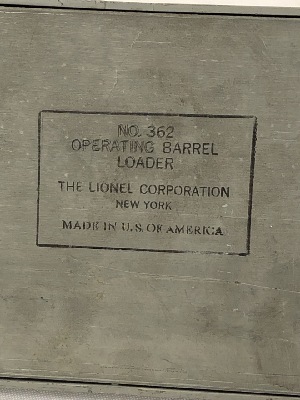 NO. 362
OPERATING BARREL
LOADER
THE LIONEL CORPORATION
NEW YORK
MADE IN U.S. OF AMERICA